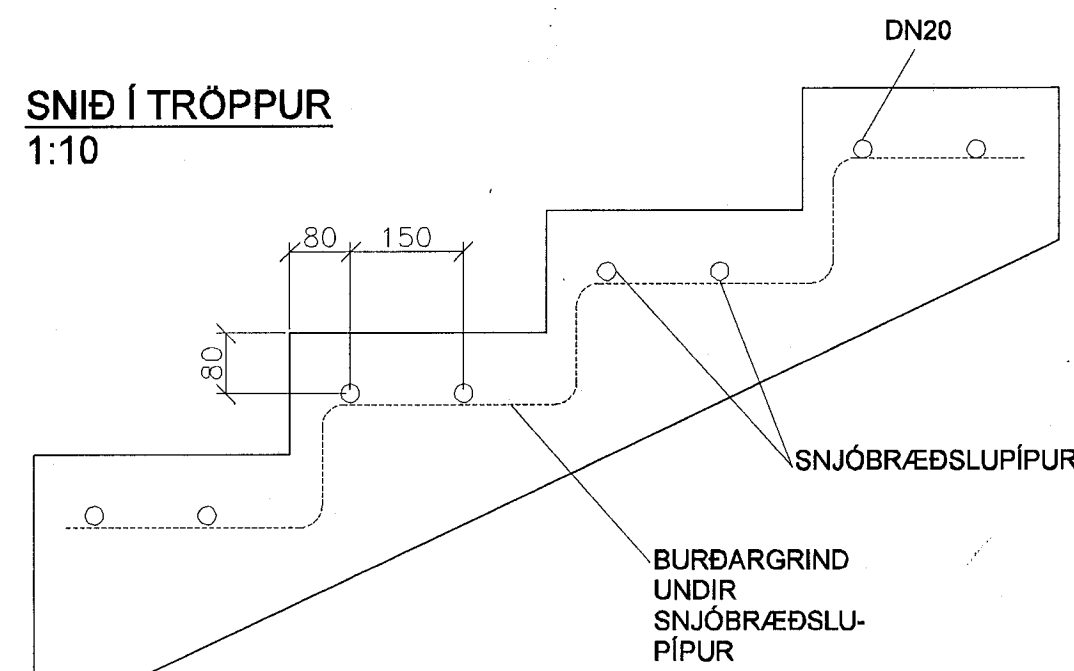 DN20
SNIÐ Í TRÖPPUR
1:10
80 150
80
SNJÓBRÆÐSLUPÍPUR
BURÐARGRIND
UNDIR
SNJÓBRÆÐSLU-
PÍPUR